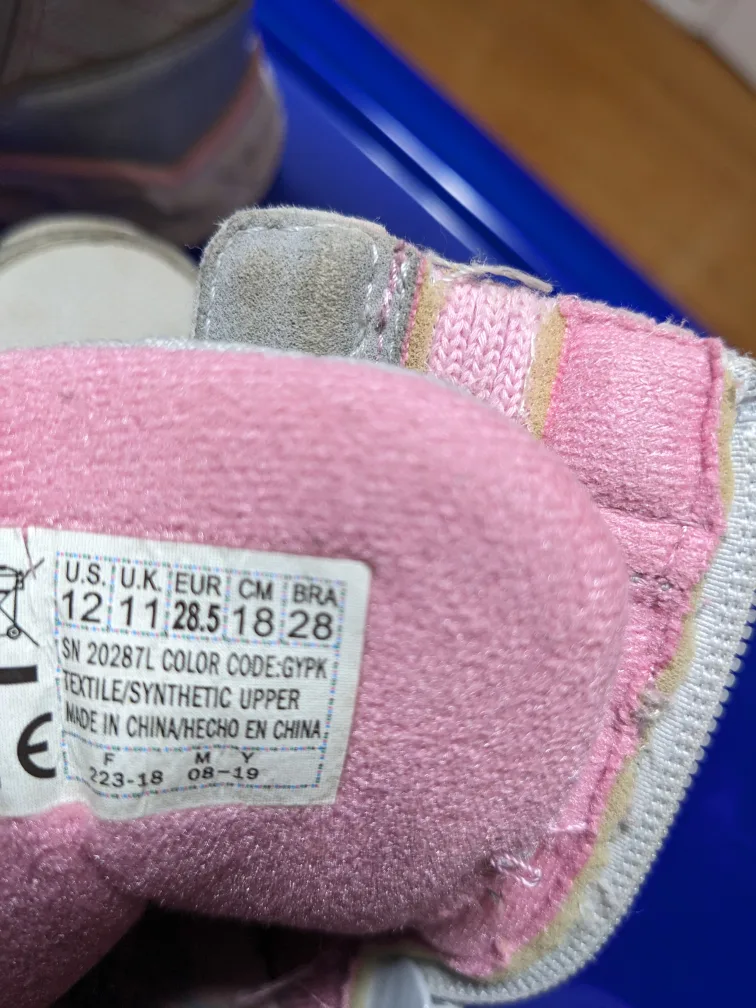 U.S. U.K. EUR CM BRA
12 11 28.5 18 28
SN 20287L COLOR CODE:GYPK
TEXTILE/SYNTHETIC UPPER
MADE IN CHINA/HECHO EN CHINA
F M Y
223-18 08-19
CE